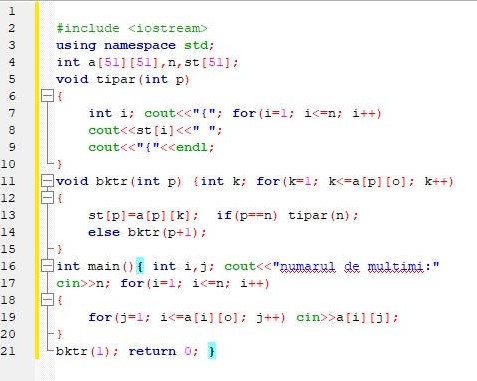 1
2 #include <iostream>
3 using namespace std;
4 int a[51][51],n,st[51];
5 void tipar(int p)
6 {
7 int i; cout<<"{"; for(i=1; i<=n; i++)
8 cout<<st[i]<<" ";
9 cout<<"{"<<endl;
10 }
11 void bktr(int p) {int k; for(k=1; k<=a[p][o]; k++)
12 {
13 st[p]=a[p][k]; if(p==n) tipar(n);
14 else bktr(p+1);
15 }
16 int main(){ int i,j; cout<<"numarul de multimi:"
17 cin>>n; for(i=1; i<=n; i++)
18 {
19 for(j=1; i<=a[i][o]; j++) cin>>a[i][j];
20 }
21 bktr(1); return 0; }